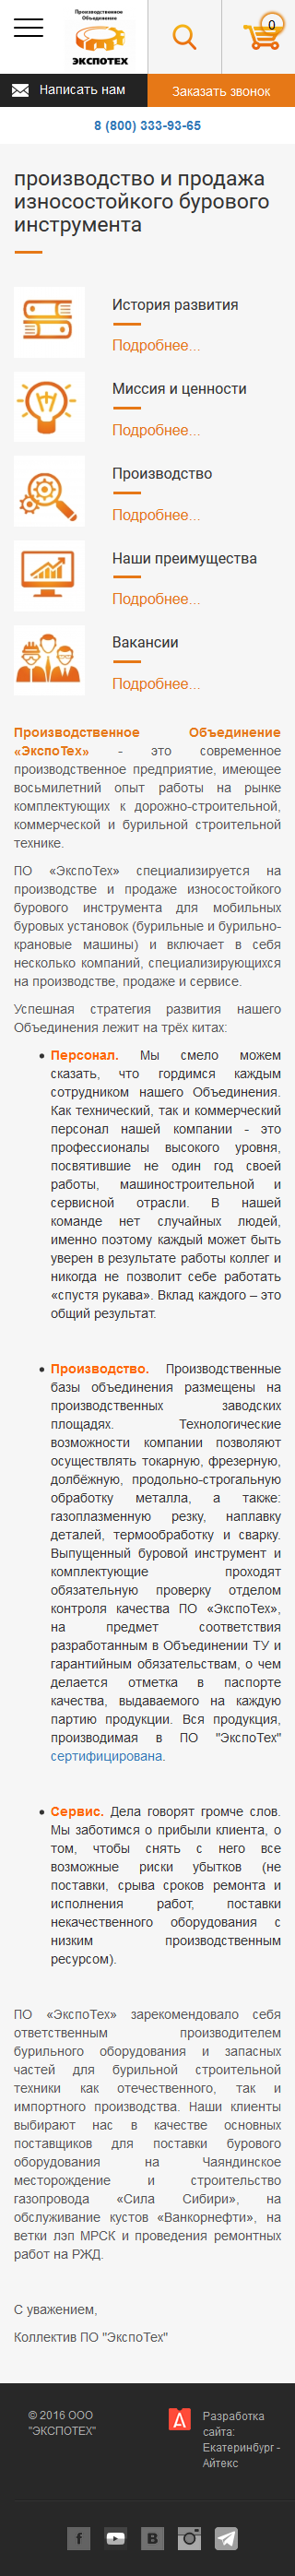 Производственное
Объединение
ЭКСПОТЕХ
0
Написать нам
Заказать звонок
8 (800) 333-93-65
производство и продажа
износостойкого бурового
инструмента
История развития
Подробнее...
Миссия и ценности
Подробнее...
Производство
Подробнее...
Наши преимущества
Подробнее...
Вакансии
Подробнее...
Производственное Объединение
«ЭкспоТех» - это современное
производственное предприятие, имеющее
восьмилетний опыт работы на рынке
комплектующих к дорожно-строительной,
коммерческой и бурильной строительной
технике.
ПО «ЭкспоТех» специализируется на
производстве и продаже износостойкого
бурового инструмента для мобильных
буровых установок (бурильные и бурильно-
крановые машины) и включает в себя
несколько компаний, специализирующихся
на производстве, продаже и сервисе.
Успешная стратегия развития нашего
Объединения лежит на трёх китах:
Персонал. Мы смело можем
сказать, что гордимся каждым
сотрудником нашего Объединения.
Как технический, так и коммерческий
персонал нашей компании - это
профессионалы высокого уровня,
посвятившие не один год своей
работы, машиностроительной и
сервисной отрасли. В нашей
команде нет случайных людей,
именно поэтому каждый может быть
уверен в результате работы коллег и
никогда не позволит себе работать
«спустя рукава». Вклад каждого – это
общий результат.
Производство. Производственные
базы объединения размещены на
производственных заводских
площадях. Технологические
возможности компании позволяют
осуществлять токарную, фрезерную,
долбёжную, продольно-строгальную
обработку металла, а также:
газоплазменную резку, наплавку
деталей, термообработку и сварку.
Выпущенный буровой инструмент и
комплектующие проходят
обязательную проверку отделом
контроля качества ПО «ЭкспоТех»,
на предмет соответствия
разработанным в Объединении ТУ и
гарантийным обязательствам, о чем
делается отметка в паспорте
качества, выдаваемого на каждую
партию продукции. Вся продукция,
производимая в ПО "ЭкспоТех"
сертифицирована.
Сервис. Дела говорят громче слов.
Мы заботимся о прибыли клиента, о
том, чтобы снять с него все
возможные риски убытков (не
поставки, срыва сроков ремонта и
исполнения работ, поставки
некачественного оборудования с
низким производственным
ресурсом).
ПО «ЭкспоТех» зарекомендовало себя
ответственным производителем
бурильного оборудования и запасных
частей для бурильной строительной
техники как отечественного, так и
импортного производства. Наши клиенты
выбирают нас в качестве основных
поставщиков для поставки бурового
оборудования на Чаяндинское
месторождение и строительство
газопровода «Сила Сибири», на
обслуживание кустов «Ванкорнефти», на
ветки лэп МРСК и проведения ремонтных
работ на РЖД.
С уважением,
Коллектив ПО "ЭкспоТех"
© 2016 ООО
"ЭКСПОТЕХ"
Разработка
сайта:
Екатеринбург -
Айтекс